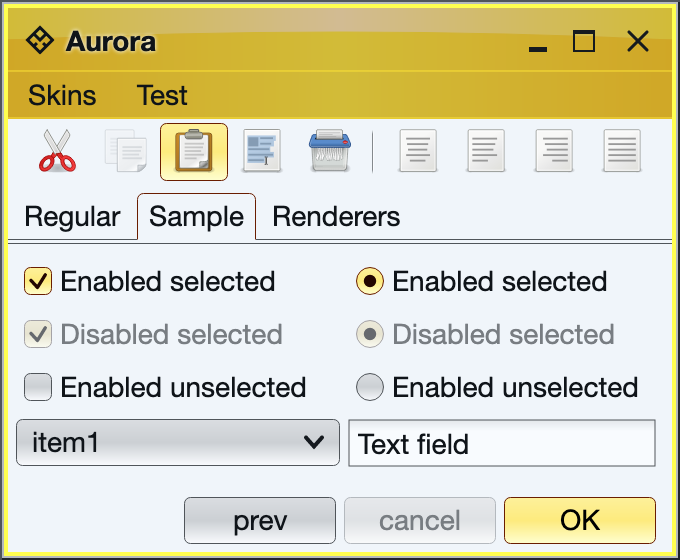 Aurora
Skins Test
Regular Sample Renderers
Enabled selected Enabled selected
Disabled selected Disabled selected
Enabled unselected Enabled unselected
item1 Text field
prev cancel OK